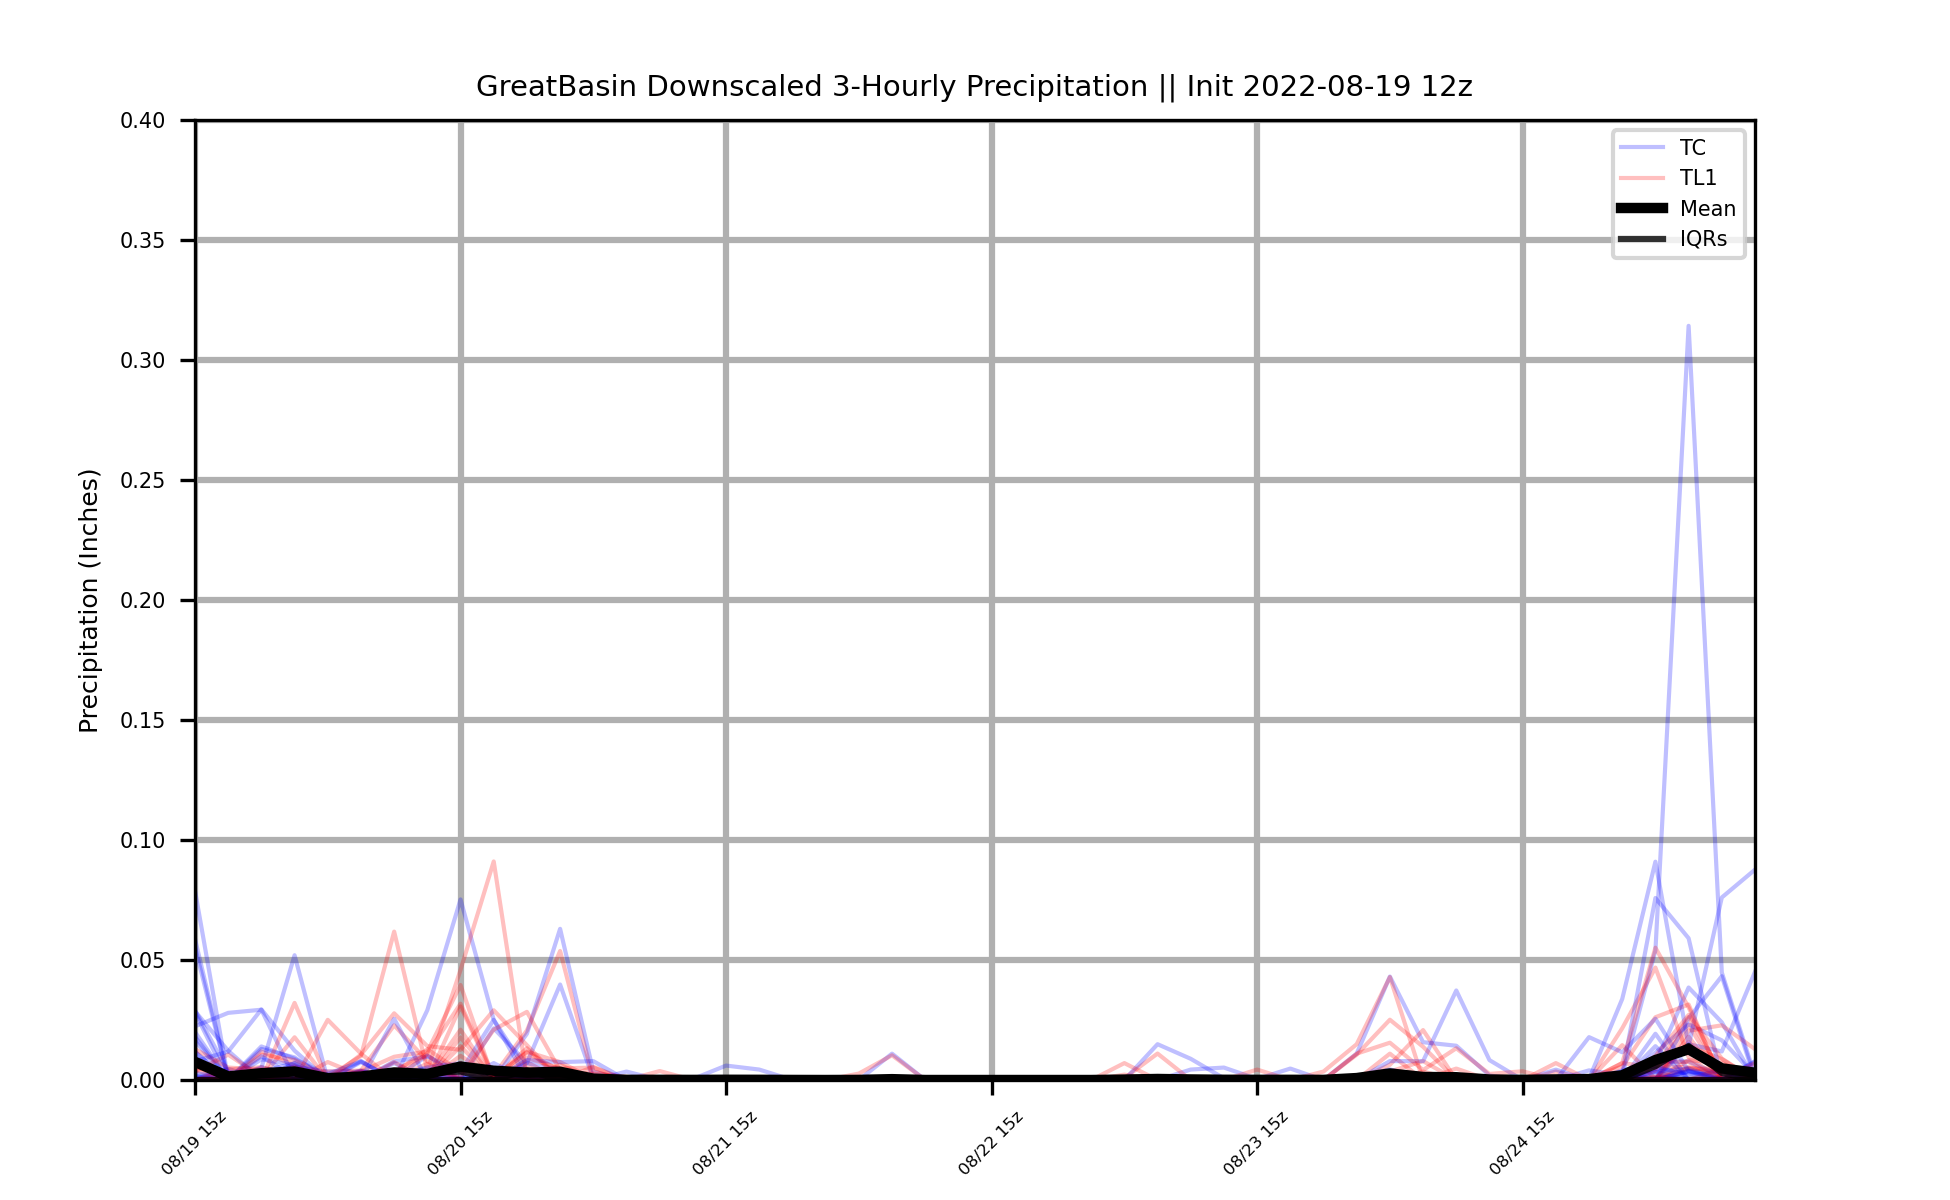 GreatBasin Downscaled 3-Hourly Precipitation || Init 2022-08-19 12z
Precipitation (Inches)
0.40
0.35
0.30
0.25
0.20
0.15
0.10
0.05
0.00
TC
TL1
Mean
IQRs
08/19 15z
08/20 15z
08/21 15z
08/22 15z
08/23 15z
08/24 15z